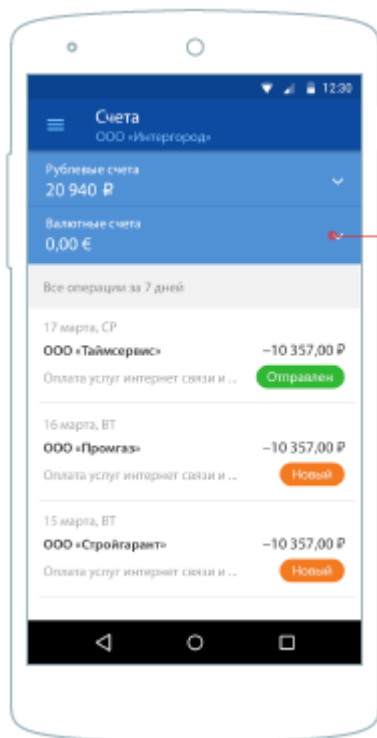 12:30
Счета
ООО «Интергород»
Рублевые счета
20 940 ₽
Валютные счета
0,00 €
Все операции за 7 дней
17 марта, СР
ООО «Таймсервис» −10 357,00 ₽
Оплата услуг интернет связи и ... Отправлен
16 марта, ВТ
ООО «Промгаз» −10 357,00 ₽
Оплата услуг интернет связи и ... Новый
15 марта, ВТ
ООО «Стройгарант» −10 357,00 ₽
Оплата услуг интернет связи и ... Новый